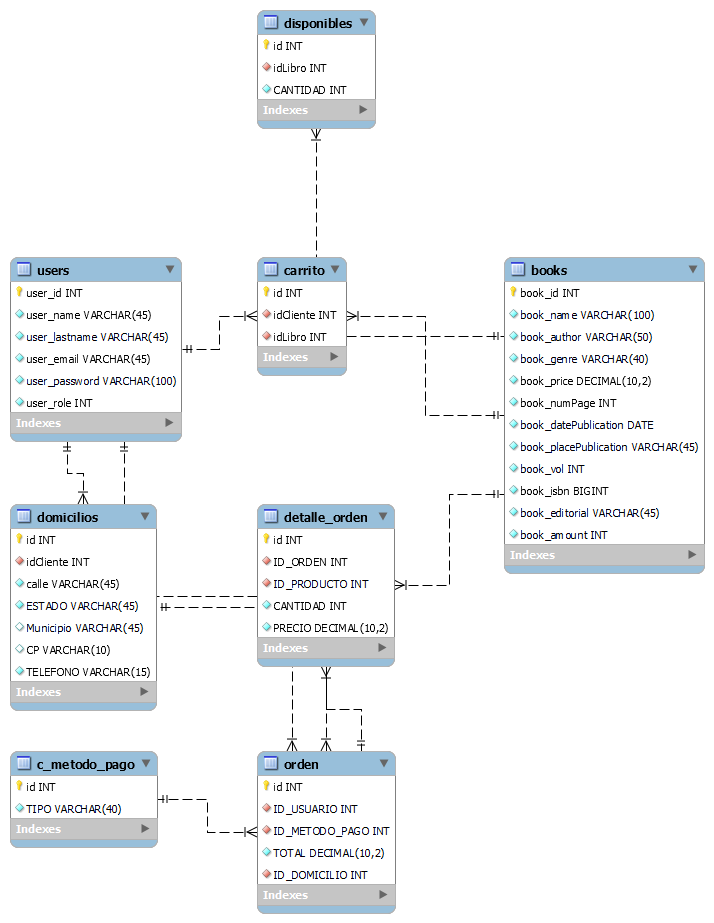 disponibles
id INT
idLibro INT
CANTIDAD INT
Indexes
users
user_id INT
user_name VARCHAR(45)
user_lastname VARCHAR(45)
user_email VARCHAR(45)
user_password VARCHAR(100)
user_role INT
Indexes
carrito
id INT
idCliente INT
idLibro INT
Indexes
books
book_id INT
book_name VARCHAR(100)
book_author VARCHAR(50)
book_genre VARCHAR(40)
book_price DECIMAL(10,2)
book_numPage INT
book_datePublication DATE
book_placePublication VARCHAR(45)
book_vol INT
book_isbn BIGINT
book_editorial VARCHAR(45)
book_amount INT
Indexes
domicilios
id INT
idCliente INT
calle VARCHAR(45)
ESTADO VARCHAR(45)
Municipio VARCHAR(45)
CP VARCHAR(10)
TELEFONO VARCHAR(15)
Indexes
detalle_orden
id INT
ID_ORDEN INT
ID_PRODUCTO INT
CANTIDAD INT
PRECIO DECIMAL(10,2)
Indexes
c_metodo_pago
id INT
TIPO VARCHAR(40)
Indexes
orden
id INT
ID_USUARIO INT
ID_METODO_PAGO INT
TOTAL DECIMAL(10,2)
ID_DOMICILIO INT
Indexes